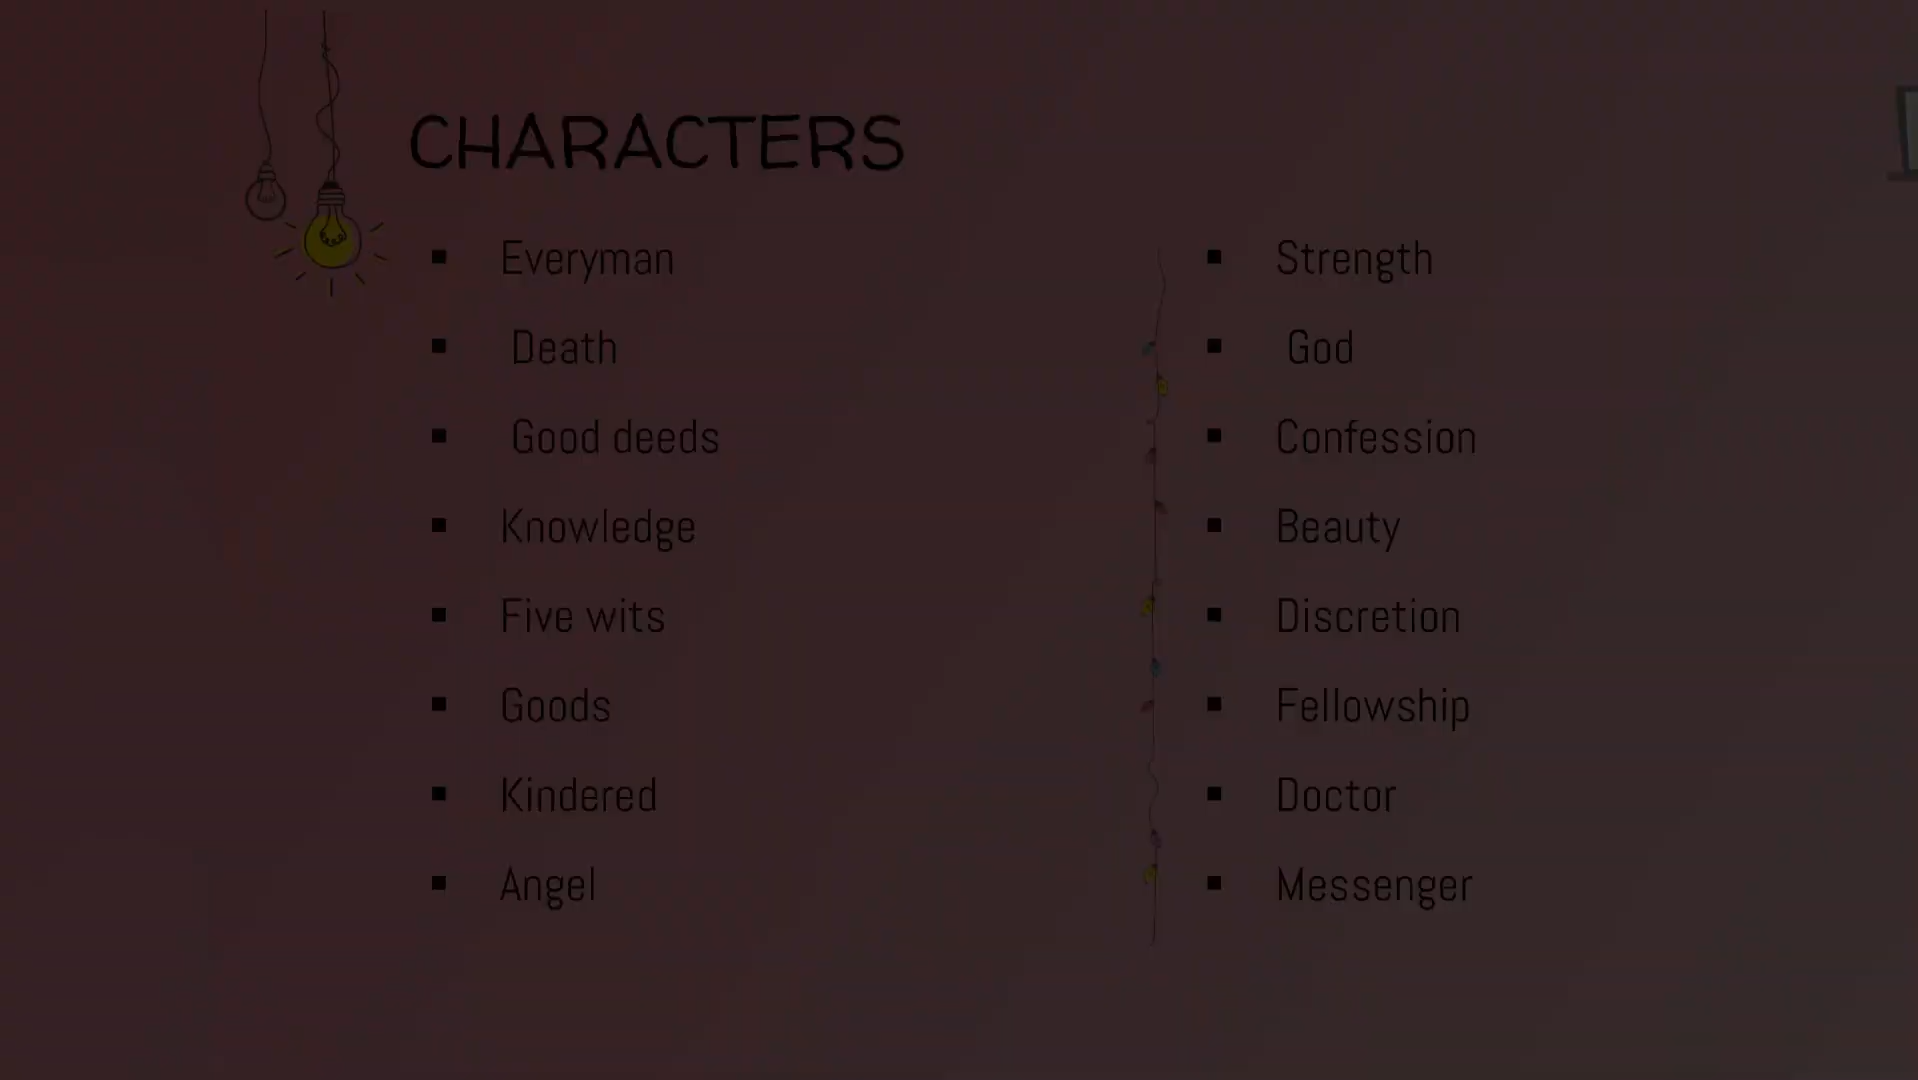 CHARACTERS
▪ Everyman
▪ Death
▪ Good deeds
▪ Knowledge
▪ Five wits
▪ Goods
▪ Kindered
▪ Angel
▪ Strength
▪ God
▪ Confession
▪ Beauty
▪ Discretion
▪ Fellowship
▪ Doctor
▪ Messenger